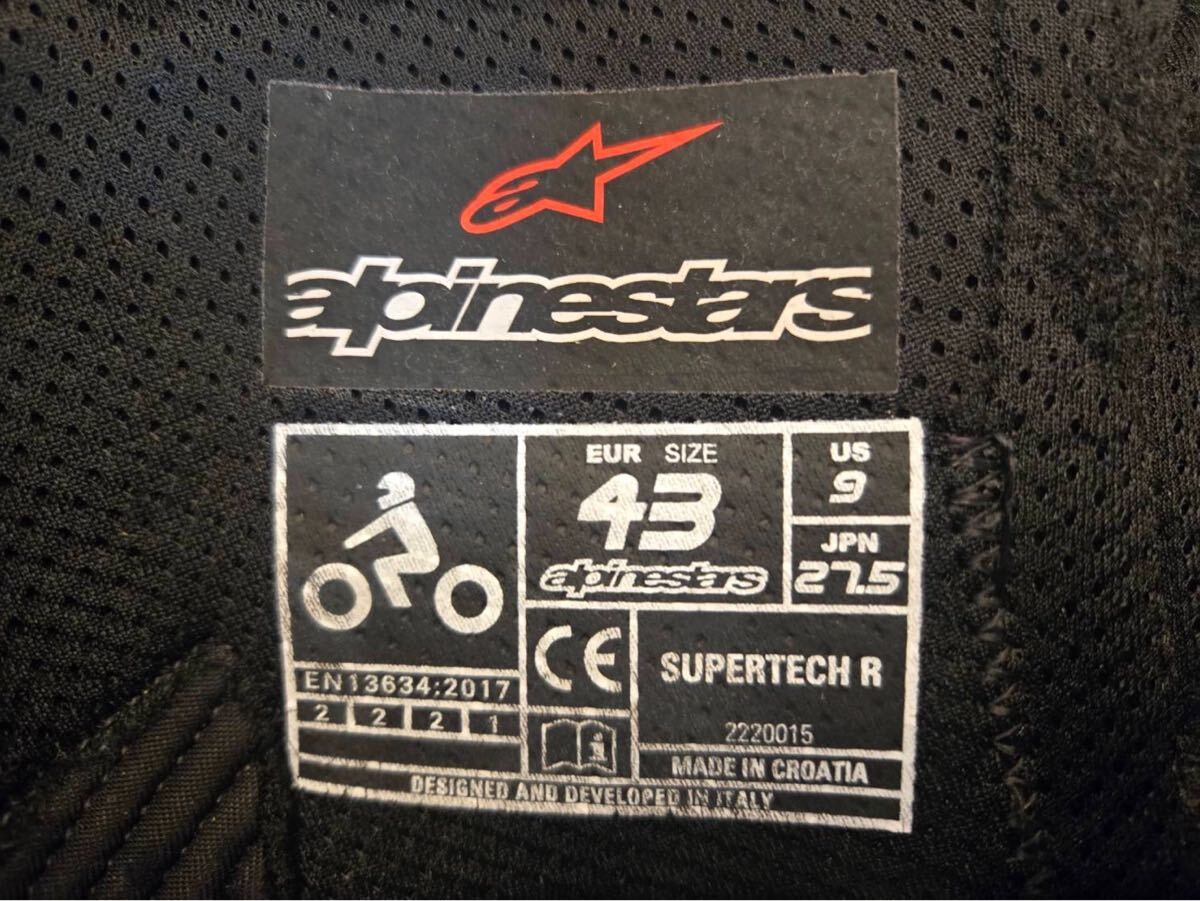 alpinestars
EUR SIZE
43
alpinestars
US
9
JPN
27.5
EN13634:2017
2 2 2 1
CE
i
SUPERTECH R
2220015
MADE IN CROATIA
DESIGNED AND DEVELOPED IN ITALY